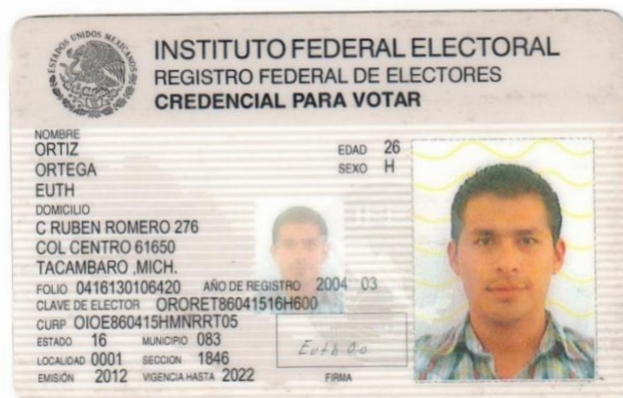 ESTADOS UNIDOS MEXICANOS
INSTITUTO FEDERAL ELECTORAL
REGISTRO FEDERAL DE ELECTORES
CREDENCIAL PARA VOTAR
NOMBRE
ORTIZ
ORTEGA
EUTH
EDAD 26
SEXO H
DOMICILIO
C RUBEN ROMERO 276
COL CENTRO 61650
TACAMBARO ,MICH.
FOLIO 0416130106420 AÑO DE REGISTRO 2004 03
CLAVE DE ELECTOR ORORET86041516H600
CURP OIOE860415HMNRRT05
ESTADO 16 MUNICIPIO 083
LOCALIDAD 0001 SECCION 1846
EMISIÓN 2012 VIGENCIA HASTA 2022
Euth
FIRMA